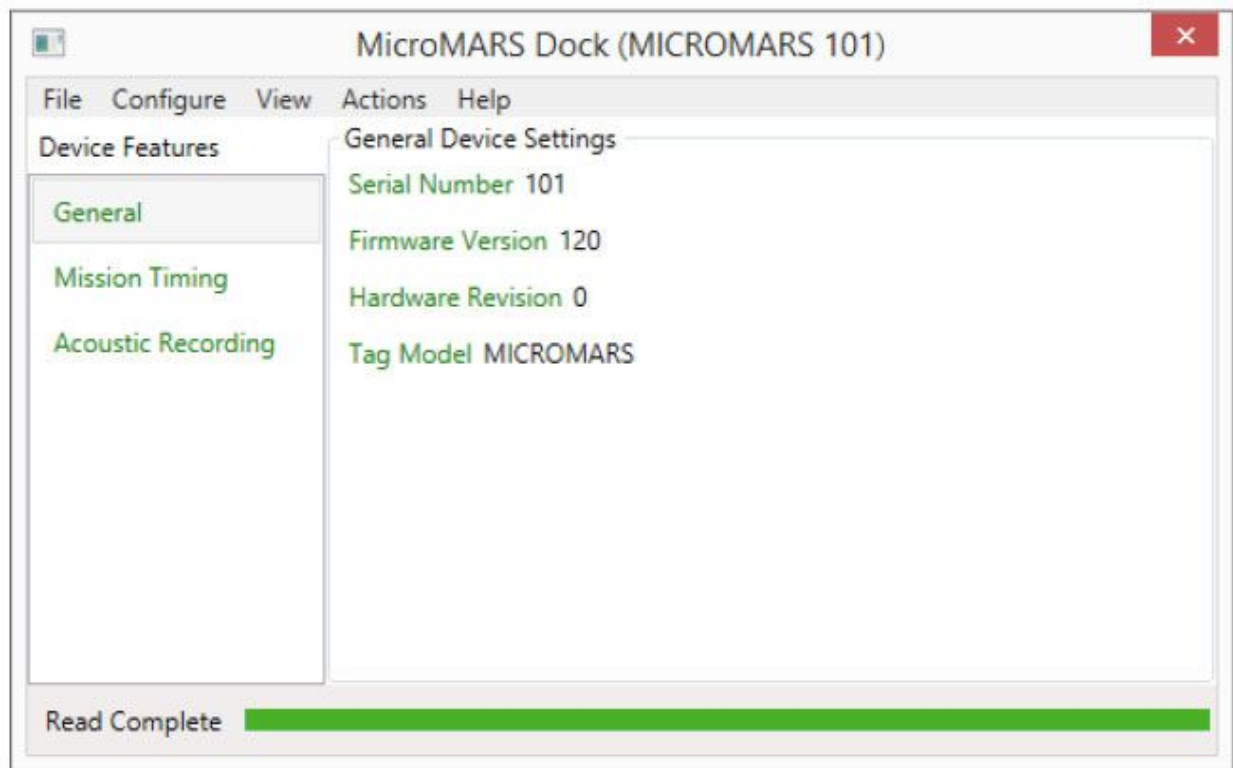 MicroMARS Dock (MICROMARS 101)
File Configure View Actions Help
Device Features
General
Mission Timing
Acoustic Recording
General Device Settings
Serial Number 101
Firmware Version 120
Hardware Revision 0
Tag Model MICROMARS
Read Complete